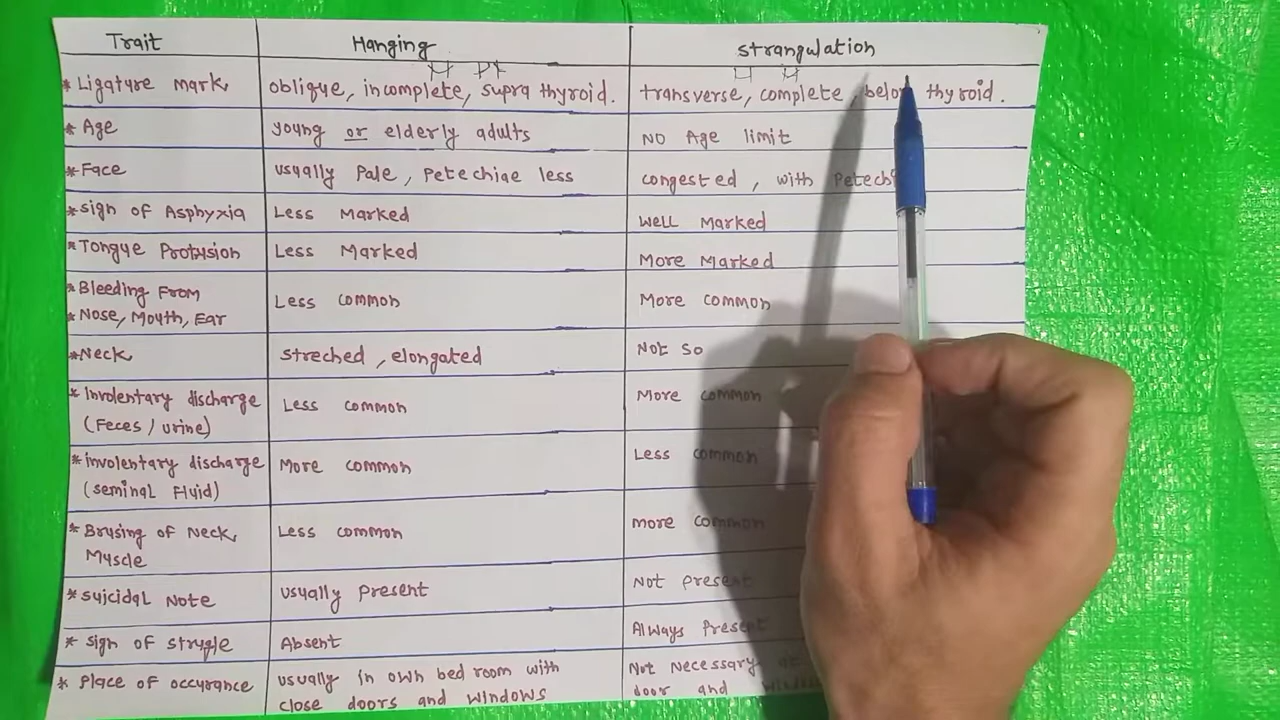 Trait Hanging strangulation
* Ligature mark oblique, incomplete, supra thyroid. transverse, complete, below thyroid.
* Age young or elderly adults NO Age limit
* Face usually Pale, Petechiae less congested, with
* sign of Asphyxia Less Marked Well Marked
* Tongue Protusion Less Marked More Marked
* Bleeding From
* Nose, Mouth, Ear Less common More common
* Neck streched, elongated Not so
* Involentary discharge
(Feces / urine) Less common More common
* involentary discharge
(seminal Fluid) More common Less common
* Brusing of Neck
Muscle Less common more common
* suicidal Note usually present Not present
* sign of strugle Absent Always Present
* Place of occurance usually in own bed room with
close doors and windows Not Necessary
door and